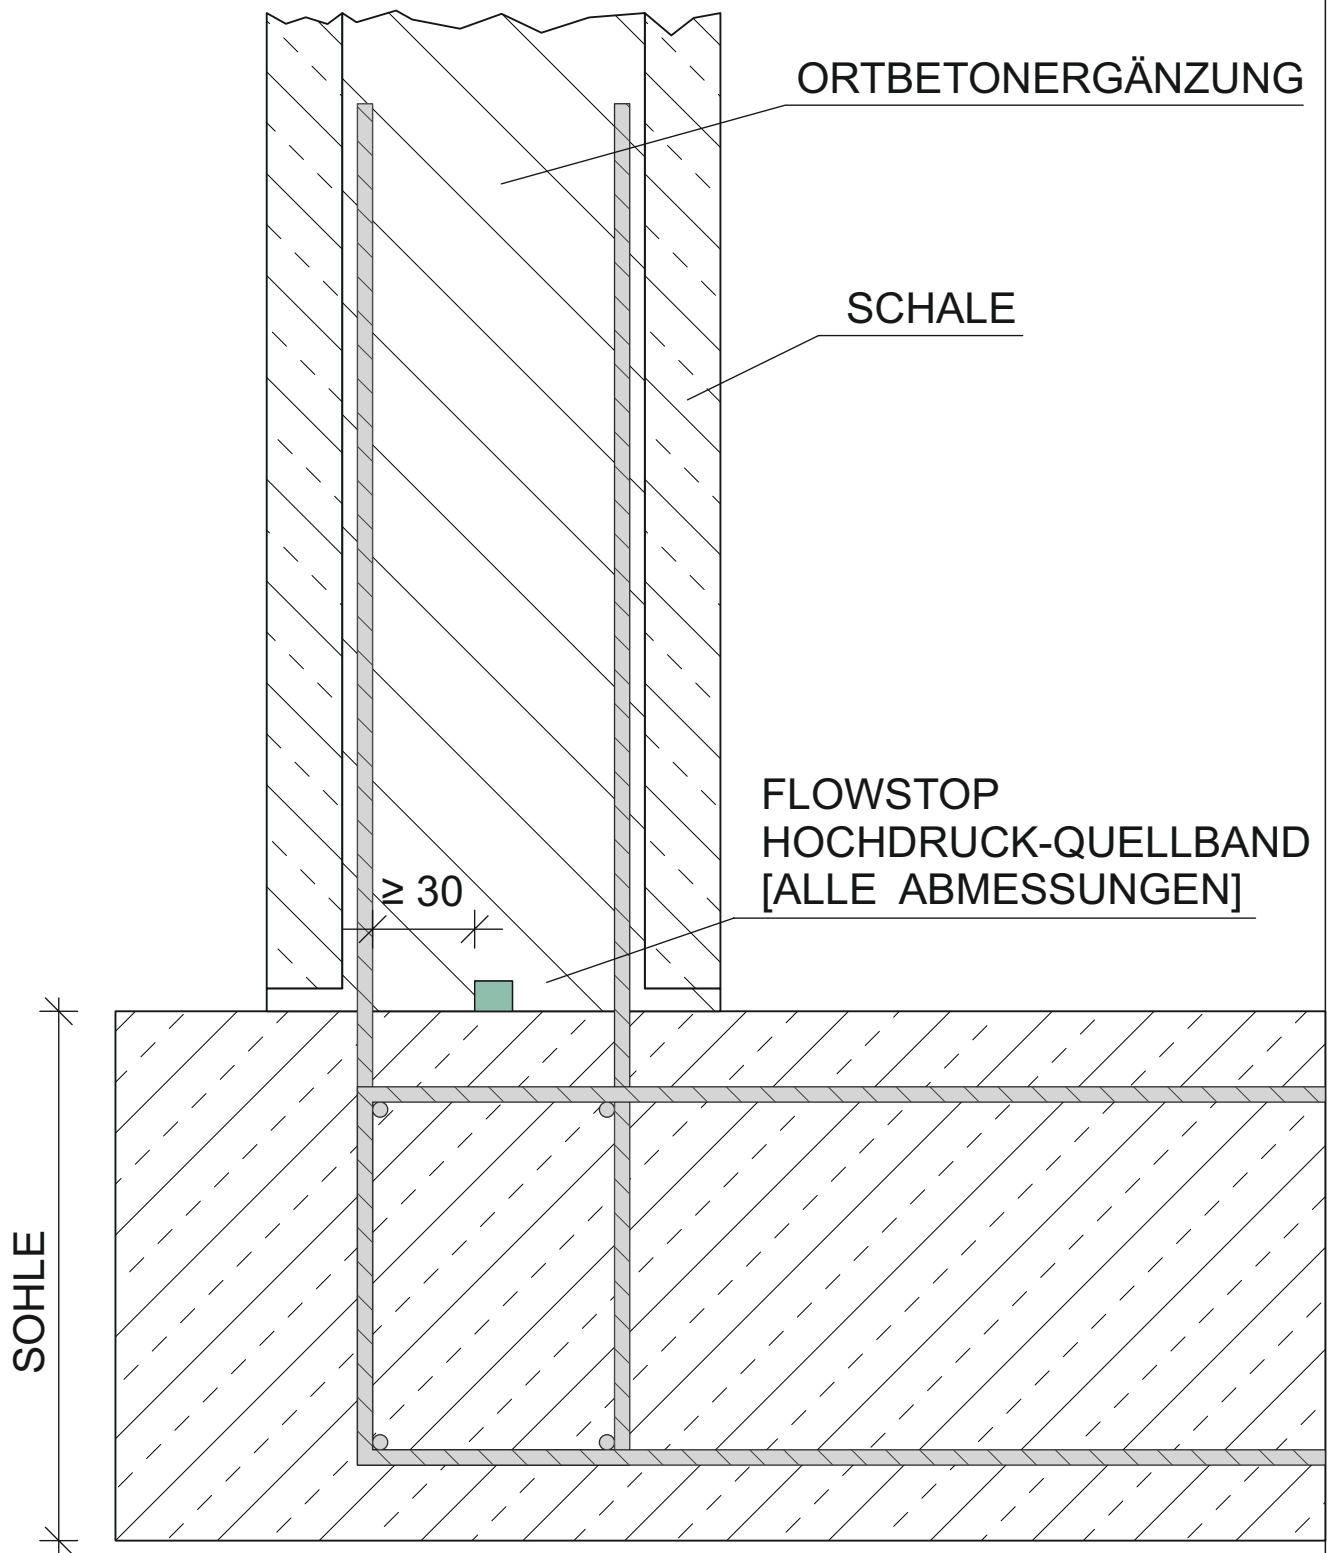 ORTBETONERGÄNZUNG
SCHALE
FLOWSTOP
HOCHDRUCK-QUELLBAND
[ALLE ABMESSUNGEN]
≥ 30
SOHLE